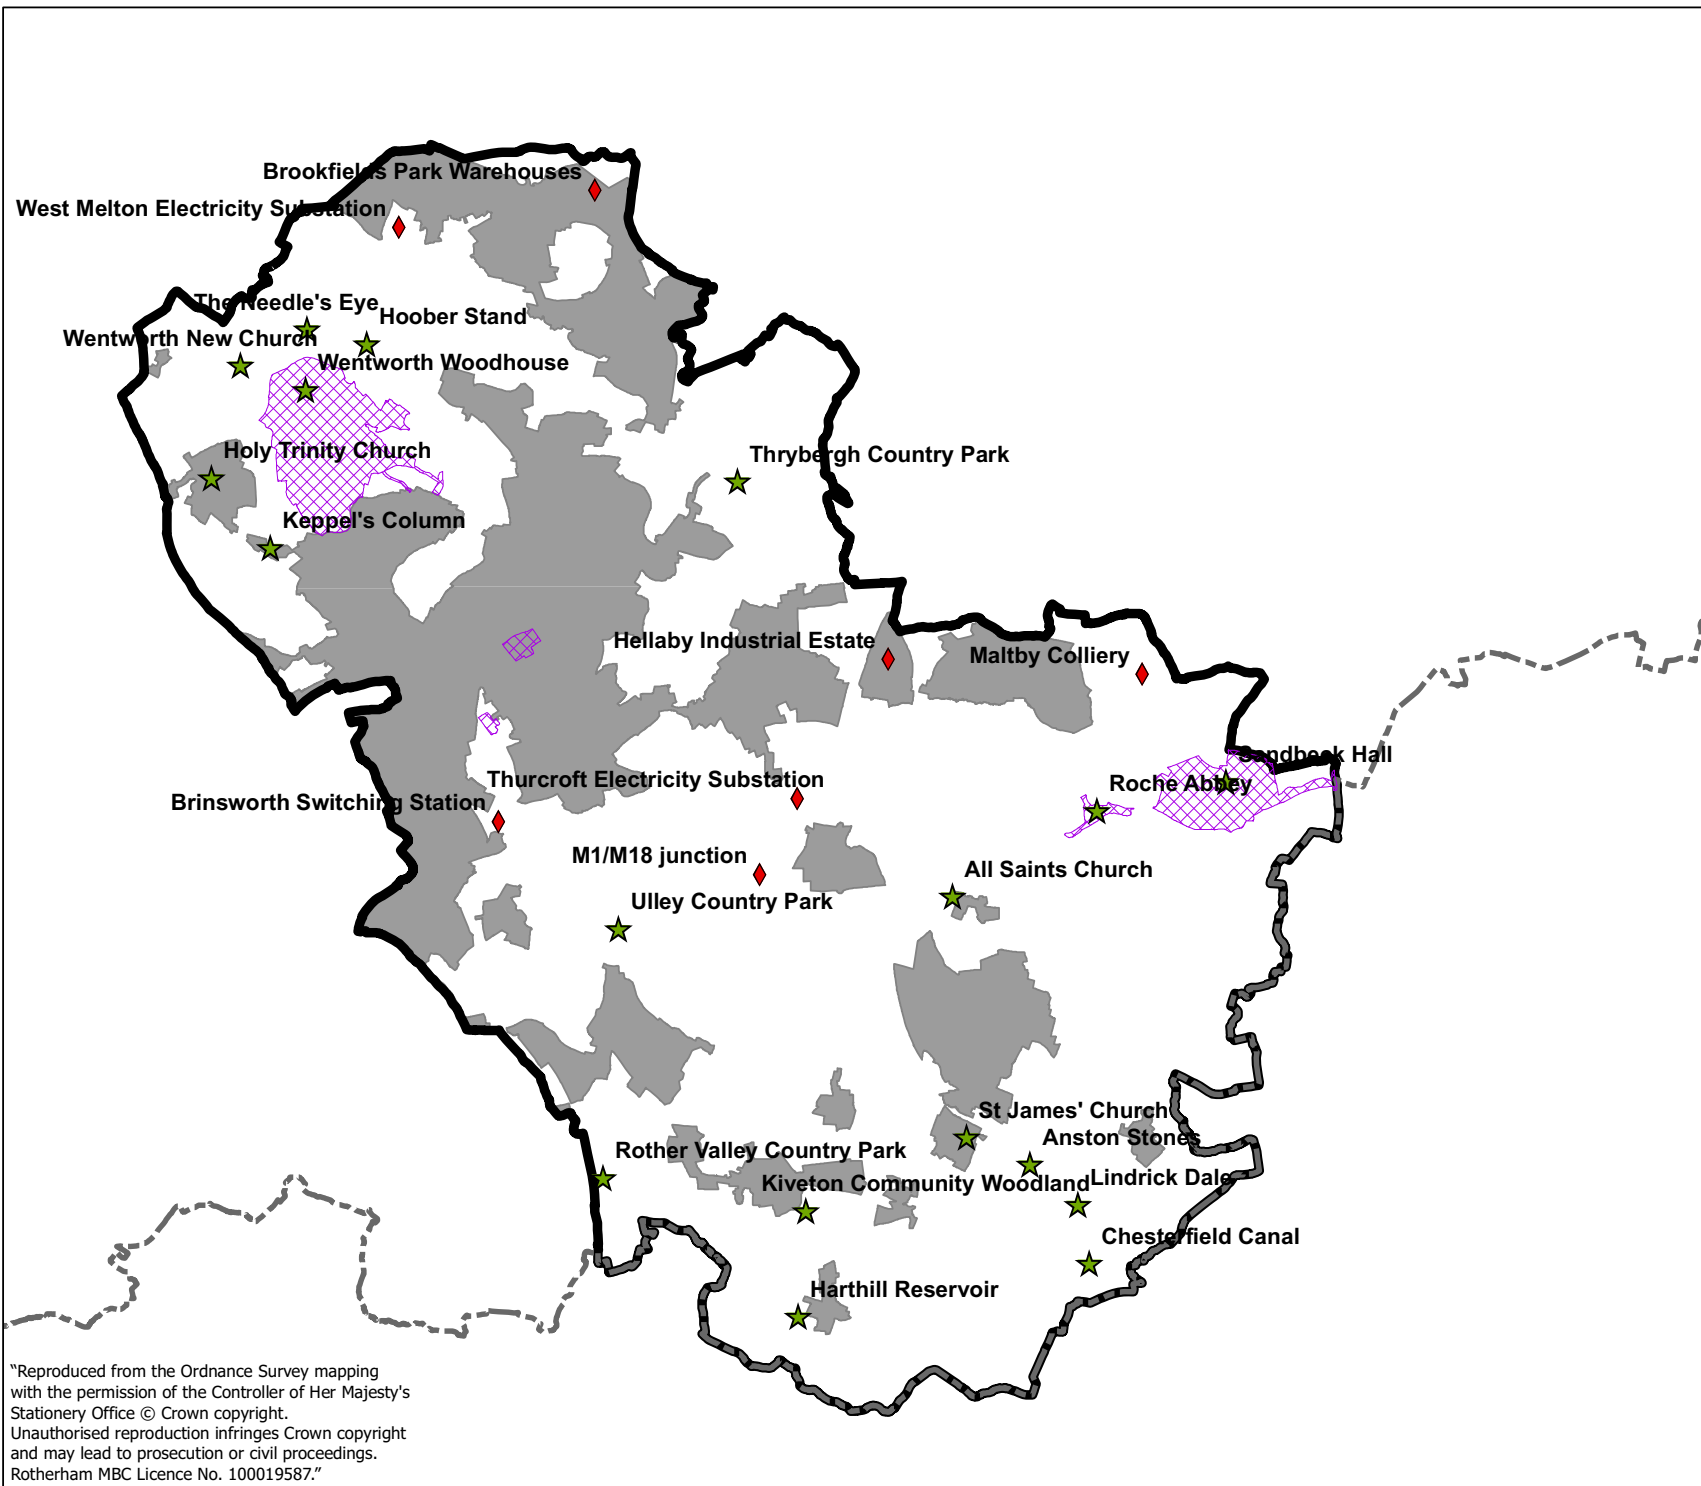 Brookfields Park Warehouses
West Melton Electricity Substation
The Needle's Eye
Hoober Stand
Wentworth New Church
Wentworth Woodhouse
Holy Trinity Church
Thrybergh Country Park
Keppel's Column
Hellaby Industrial Estate
Maltby Colliery
Sandbeck Hall
Thurcroft Electricity Substation
Roche Abbey
Brinsworth Switching Station
M1/M18 junction
All Saints Church
Ulley Country Park
St James' Church
Anston Stones
Rother Valley Country Park
Lindrick Dale
Kiveton Community Woodland
Chesterfield Canal
Harthill Reservoir
“Reproduced from the Ordnance Survey mapping
with the permission of the Controller of Her Majesty's
Stationery Office © Crown copyright.
Unauthorised reproduction infringes Crown copyright
and may lead to prosecution or civil proceedings.
Rotherham MBC Licence No. 100019587.”